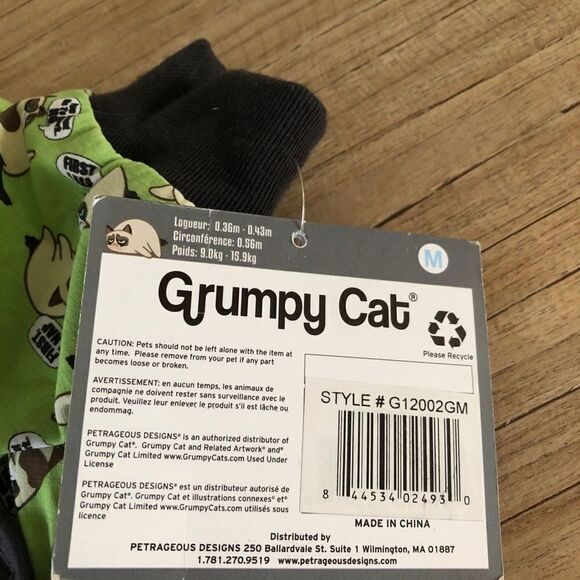 FIRST
FIRST
Logueur: 0.36m - 0.43m
Circonférence: 0.56m
Poids: 9.0kg - 15.9kg
M
Grumpy Cat®
Please Recycle
CAUTION: Pets should not be left alone with the item at
any time. Please remove from your pet if any part
becomes loose or broken.
AVERTISSEMENT: en aucun temps, les animaux de
compagnie ne doivent rester sans surveillance avec le
produit. Veuillez leur enlever le produit s'il est lâche ou
endommag.
PETRAGEOUS DESIGNS® is an authorized distributor of
Grumpy Cat®. Grumpy Cat and Related Artwork® and®
Grumpy Cat Limited www.GrumpyCats.com Used Under
License
PETRAGEOUS DESIGNS® est un distributeur autorisé de
Grumpy Cat®. Grumpy Cat et illustrations connexes® et®
Grumpy Cat Limited www.GrumpyCats.com utilisés sous
licence
STYLE # G12002GM
8 44534 02493 0
MADE IN CHINA
Distributed by
PETRAGEOUS DESIGNS 250 Ballardvale St. Suite 1 Wilmington, MA 01887
1.781.270.9519 www.petrageousdesigns.com